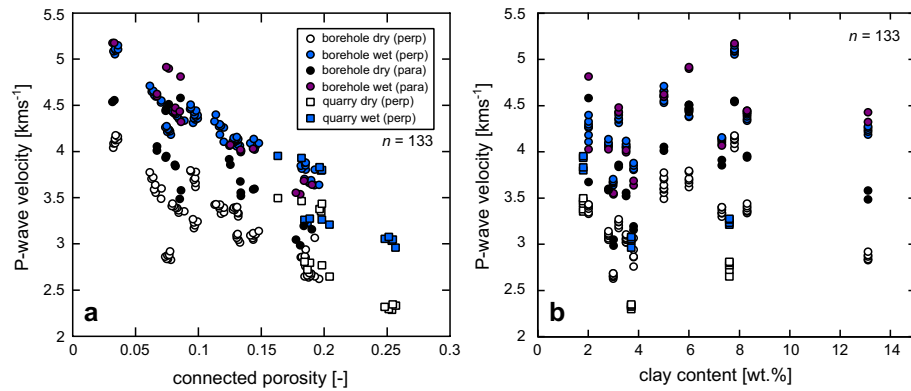 5.5
5
4.5
4
3.5
3
2.5
2
P-wave velocity [kms-1]
borehole dry (perp)
borehole wet (perp)
borehole dry (para)
borehole wet (para)
quarry dry (perp)
quarry wet (perp)
n = 133
a
0 0.05 0.1 0.15 0.2 0.25 0.3
connected porosity [-]
5.5
5
4.5
4
3.5
3
2.5
2
P-wave velocity [kms-1]
n = 133
b
0 2 4 6 8 10 12 14
clay content [wt.%]